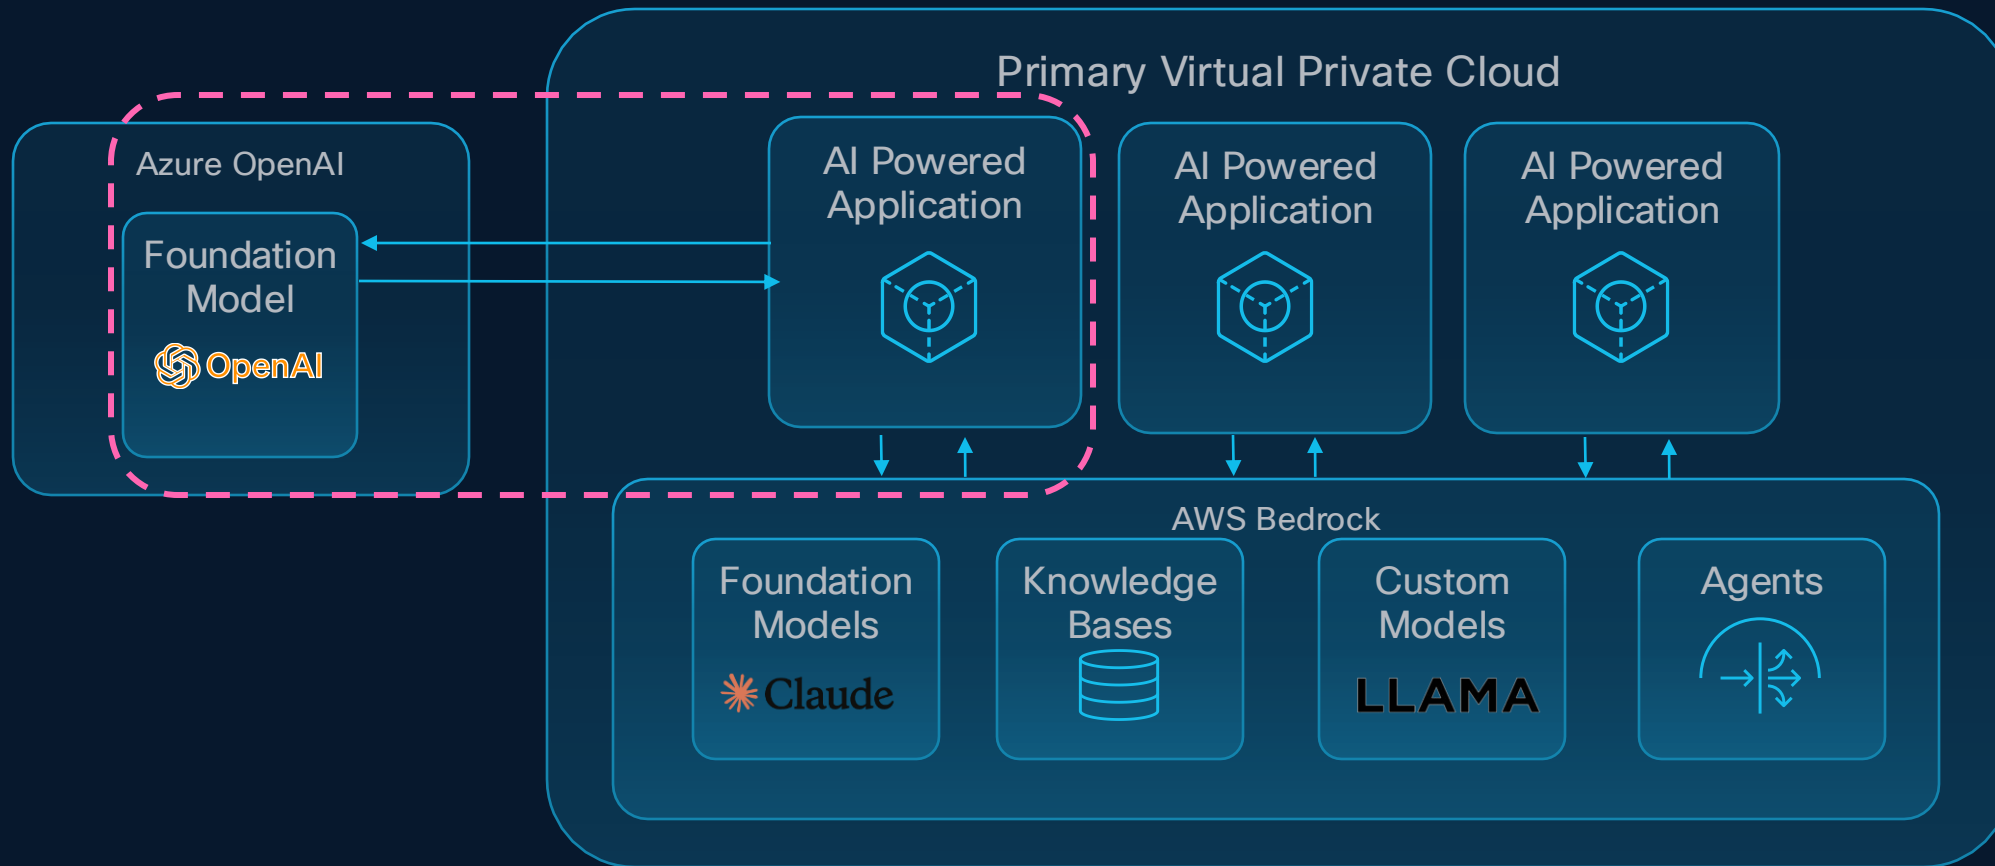 Primary Virtual Private Cloud
Azure OpenAI
Foundation
Model
OpenAI
AI Powered
Application
AI Powered
Application
AI Powered
Application
AWS Bedrock
Foundation
Models
Claude
Knowledge
Bases
Custom
Models
LLAMA
Agents